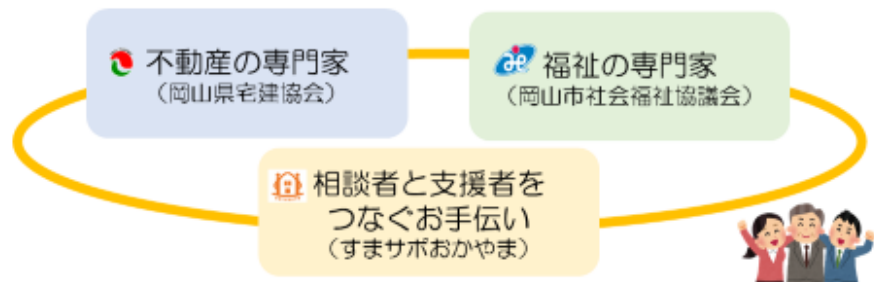 不動産の専門家
（岡山県宅建協会）
福祉の専門家
（岡山市社会福祉協議会）
相談者と支援者を
つなぐお手伝い
（すまサポおかやま）